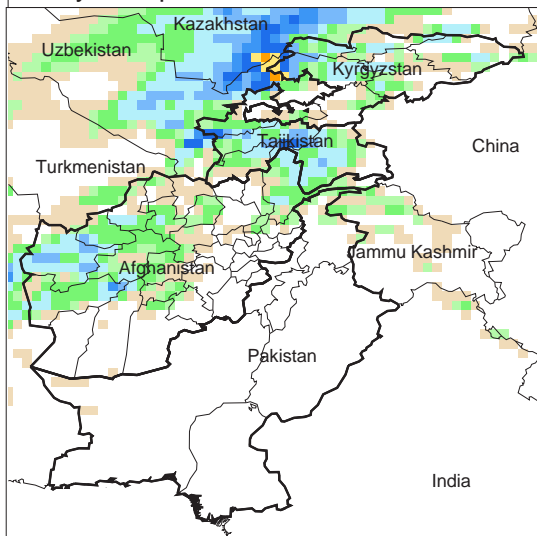 Kazakhstan
Uzbekistan
Kyrgyzstan
China
Tajikistan
Turkmenistan
Jammu Kashmir
Afghanistan
Pakistan
India